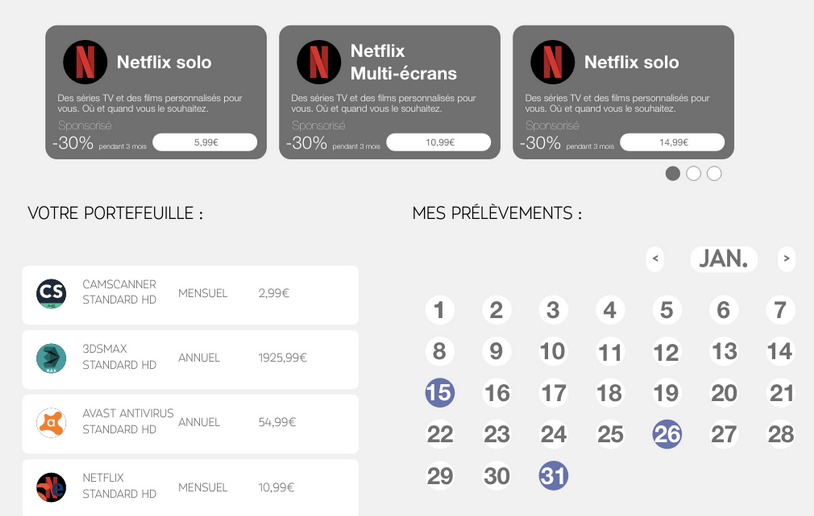 Netflix solo
Des séries TV et des films personnalisés pour
vous. Où et quand vous le souhaitez.
Sponsorisé
-30% pendant 3 mois 5,99€
Netflix
Multi-écrans
Des séries TV et des films personnalisés pour
vous. Où et quand vous le souhaitez.
Sponsorisé
-30% pendant 3 mois 10,99€
Netflix solo
Des séries TV et des films personnalisés pour
vous. Où et quand vous le souhaitez.
Sponsorisé
-30% pendant 3 mois 14,99€
VOTRE PORTEFEUILLE :
CS
CAMSCANNER
STANDARD HD MENSUEL 2,99€
MAX
3DSMAX
STANDARD HD ANNUEL 1925,99€
a
AVAST ANTIVIRUS
STANDARD HD ANNUEL 54,99€
NETFLIX
STANDARD HD MENSUEL 10,99€
MES PRÉLÈVEMENTS :
< JAN. >
1 2 3 4 5 6 7
8 9 10 11 12 13 14
15 16 17 18 19 20 21
22 23 24 25 26 27 28
29 30 31